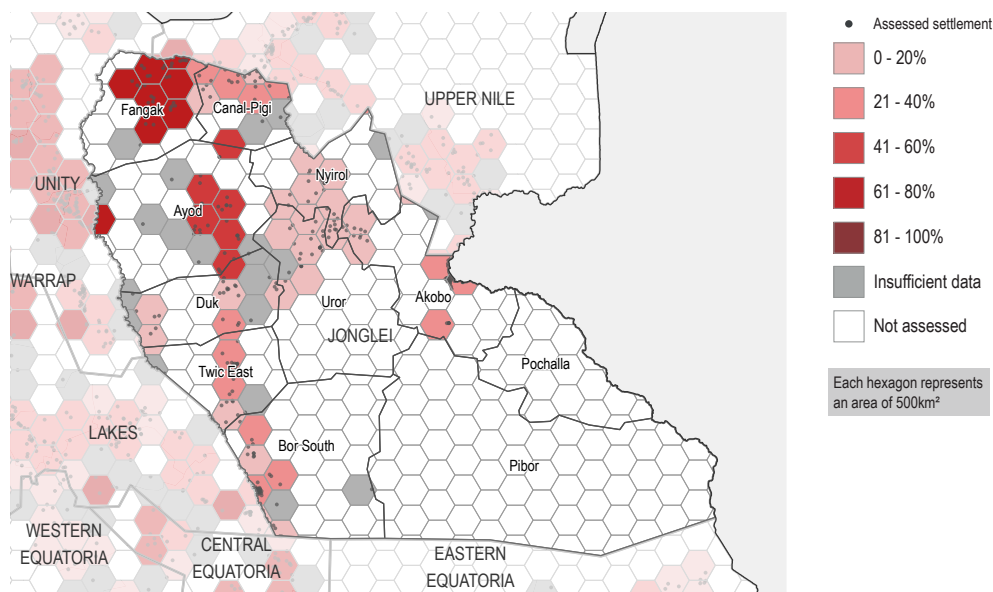 Assessed settlement
0 - 20%
21 - 40%
41 - 60%
61 - 80%
81 - 100%
Insufficient data
Not assessed
Each hexagon represents
an area of 500km²
UPPER NILE
Fangak
Canal-Pigi
Nyirol
UNITY
Ayod
WARRAP
Duk
Uror
Akobo
JONGLEI
Pochalla
Twic East
LAKES
Bor South
Pibor
WESTERN
EQUATORIA
CENTRAL
EQUATORIA
EASTERN
EQUATORIA